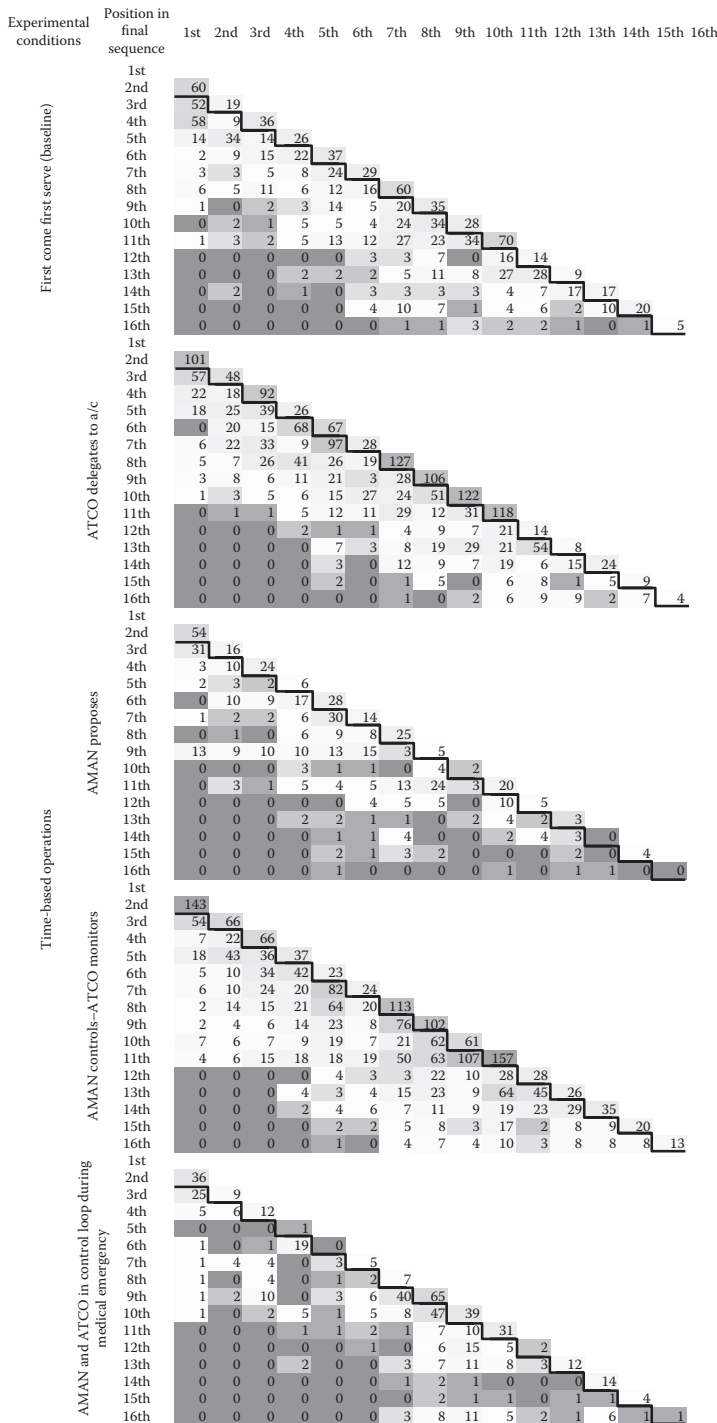 Experimental conditions Position in final sequence 1st 2nd 3rd 4th 5th 6th 7th 8th 9th 10th 11th 12th 13th 14th 15th 16th
First come first serve (baseline)
1st
2nd 60
3rd 52 19
4th 58 9 36
5th 14 34 14 26
6th 2 9 15 22 37
7th 3 3 5 8 24 29
8th 6 5 11 6 12 16 60
9th 1 0 2 3 14 5 20 35
10th 0 2 1 5 5 4 24 34 28
11th 1 3 2 5 13 12 27 23 34 70
12th 0 0 0 0 0 3 3 7 0 16 14
13th 0 0 0 2 2 2 5 11 8 27 28 9
14th 0 2 0 1 0 3 3 3 3 4 7 17 17
15th 0 0 0 0 0 4 10 7 1 4 6 2 10 20
16th 0 0 0 0 0 0 1 1 3 2 2 1 0 1 5
Time-based operations
ATCO delegates to a/c
1st
2nd 101
3rd 57 48
4th 22 18 92
5th 18 25 39 26
6th 0 20 15 68 67
7th 6 22 33 9 97 28
8th 5 7 26 41 26 19 127
9th 3 8 6 11 21 3 28 106
10th 1 3 5 6 15 27 24 51 122
11th 0 1 1 5 12 11 29 12 31 118
12th 0 0 0 2 1 1 4 9 7 21 14
13th 0 0 0 0 7 3 8 19 29 21 54 8
14th 0 0 0 0 3 0 12 9 7 19 6 15 24
15th 0 0 0 0 2 0 1 5 0 6 8 1 5 9
16th 0 0 0 0 0 0 1 0 2 6 9 9 2 7 4
AMAN proposes
1st
2nd 54
3rd 31 16
4th 3 10 24
5th 2 3 2 6
6th 0 10 9 17 28
7th 1 2 2 6 30 14
8th 0 1 0 6 9 8 25
9th 13 9 10 10 13 15 3 5
10th 0 0 0 3 1 1 0 4 2
11th 0 3 1 5 4 5 13 24 3 20
12th 0 0 0 0 0 4 5 5 0 10 5
13th 0 0 0 2 2 1 1 0 2 4 2 3
14th 0 0 0 0 1 1 4 0 0 2 4 3 0
15th 0 0 0 0 2 1 3 2 0 0 0 2 0 4
16th 0 0 0 0 1 0 0 0 0 1 0 1 1 0 0
AMAN controls–ATCO monitors
1st
2nd 143
3rd 54 66
4th 7 22 66
5th 18 43 36 37
6th 5 10 34 42 23
7th 6 10 24 20 82 24
8th 2 14 15 21 64 20 113
9th 2 4 6 14 23 8 76 102
10th 7 6 7 9 19 7 21 62 61
11th 4 6 15 18 18 19 50 63 107 157
12th 0 0 0 0 4 3 3 22 10 28 28
13th 0 0 0 4 3 4 15 23 9 64 45 26
14th 0 0 0 2 4 6 7 11 9 19 23 29 35
15th 0 0 0 0 2 2 5 8 3 17 2 8 9 20
16th 0 0 0 0 1 0 4 7 4 10 3 8 8 8 13
AMAN and ATCO in control loop during medical emergency
1st
2nd 36
3rd 25 9
4th 5 6 12
5th 0 0 0 1
6th 1 0 1 19 0
7th 1 4 4 0 3 5
8th 1 0 4 0 1 2 7
9th 1 2 10 0 3 6 40 65
10th 1 0 2 5 1 5 8 47 39
11th 0 0 0 1 1 2 1 7 10 31
12th 0 0 0 0 0 1 0 6 15 5 2
13th 0 0 0 2 0 0 3 7 11 8 3 12
14th 0 0 0 0 0 0 1 2 1 0 0 0 14
15th 0 0 0 0 0 0 0 2 1 1 0 1 1 4
16th 0 0 0 0 0 0 3 8 11 5 2 1 6 1 1